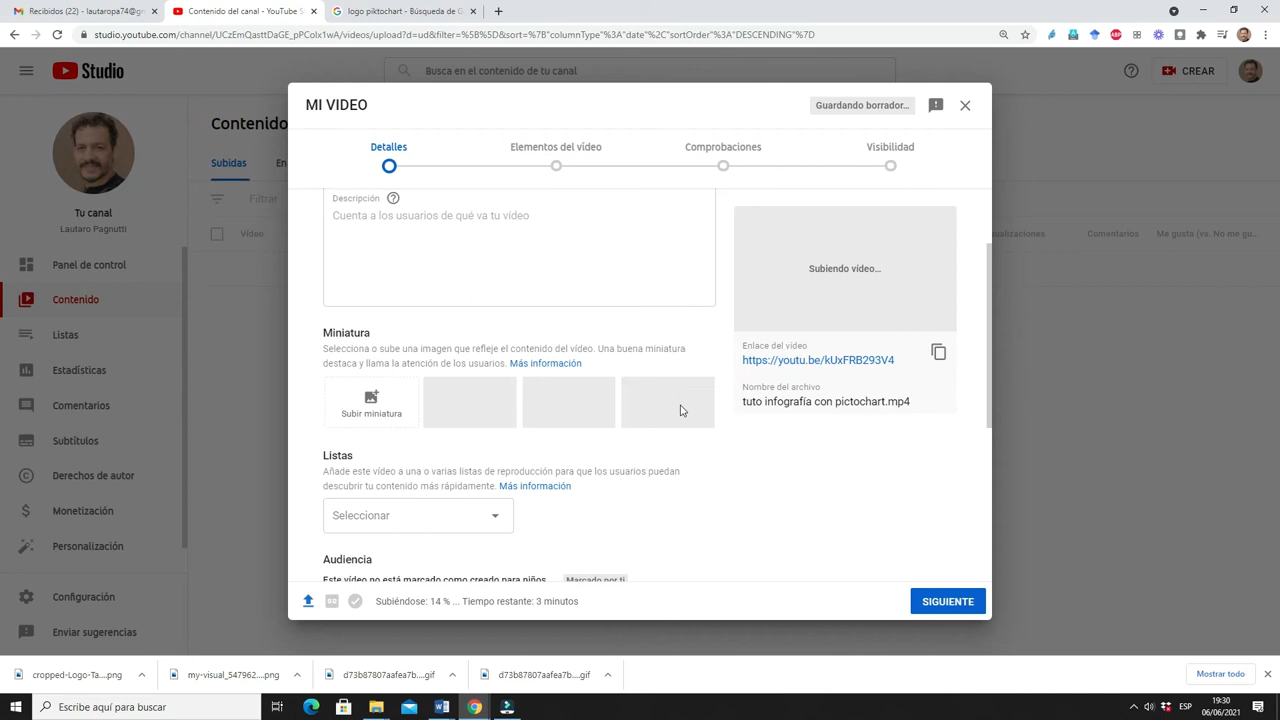 Recibidos (22) - lautaropa74@gr
Contenido del canal - YouTube S
logo piktochart - Búsqueda de G
studio.youtube.com/channel/UCzEmQasttDaGE_pPColx1wA/videos/upload?d=ud&filter=%5B%5D&sort=%7B"columnType"%3A"date"%2C"sortOrder"%3A"DESCENDING"%7D
Studio
Busca en el contenido de tu canal
CREAR
MI VIDEO
Guardando borrador...
Contenido
Detalles
Elementos del vídeo
Comprobaciones
Visibilidad
Subidas
En
Filtrar
Tu canal
Lautaro Pagnutti
Vídeo
ualizaciones
Comentarios
Me gusta (vs. No me gu...
Descripción
Cuenta a los usuarios de qué va tu vídeo
Subiendo vídeo...
Panel de control
Contenido
Listas
Estadísticas
Comentarios
Subtítulos
Derechos de autor
Monetización
Personalización
Configuración
Enviar sugerencias
Miniatura
Selecciona o sube una imagen que refleje el contenido del vídeo. Una buena miniatura
destaca y llama la atención de los usuarios. Más información
Subir miniatura
Enlace del vídeo
https://youtu.be/kUxFRB293V4
Nombre del archivo
tuto infografía con pictochart.mp4
Listas
Añade este vídeo a una o varias listas de reproducción para que los usuarios puedan
descubrir tu contenido más rápidamente. Más información
Seleccionar
Audiencia
Este vídeo no está marcado como creado para niños
Marcado por ti
Subiéndose: 14 % ... Tiempo restante: 3 minutos
SIGUIENTE
cropped-Logo-Ta....png
my-visual_547962....png
d73b87807aafea7b....gif
d73b87807aafea7b....gif
Mostrar todo
Escribe aquí para buscar
ESP
19:30
06/06/2021